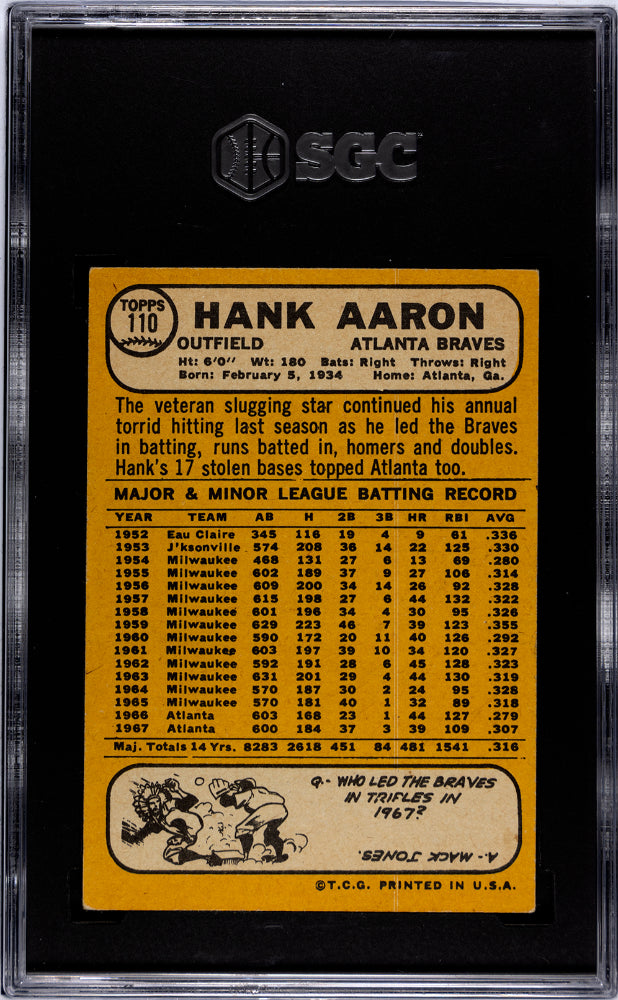 SGC
TOPPS
110
HANK AARON
OUTFIELD ATLANTA BRAVES
Ht: 6'0" Wt: 180 Bats: Right Throws: Right
Born: February 5, 1934 Home: Atlanta, Ga.
The veteran slugging star continued his annual
torrid hitting last season as he led the Braves
in batting, runs batted in, homers and doubles.
Hank's 17 stolen bases topped Atlanta too.
MAJOR & MINOR LEAGUE BATTING RECORD
YEAR TEAM AB H 2B 3B HR RBI AVG
1952 Eau Claire 345 116 19 4 9 61 .336
1953 J'ksonville 574 208 36 14 22 125 .330
1954 Milwaukee 468 131 27 6 13 69 .280
1955 Milwaukee 602 189 37 9 27 106 .314
1956 Milwaukee 609 200 34 14 26 92 .328
1957 Milwaukee 615 198 27 6 44 132 .322
1958 Milwaukee 601 196 34 4 30 95 .326
1959 Milwaukee 629 223 46 7 39 123 .355
1960 Milwaukee 590 172 20 11 40 126 .292
1961 Milwaukee 603 197 39 10 34 120 .327
1962 Milwaukee 592 191 28 6 45 128 .323
1963 Milwaukee 631 201 29 4 44 130 .319
1964 Milwaukee 570 187 30 2 24 95 .328
1965 Milwaukee 570 181 40 1 32 89 .318
1966 Atlanta 603 168 23 1 44 127 .279
1967 Atlanta 600 184 37 3 39 109 .307
Maj. Totals 14 Yrs. 8283 2618 451 84 481 1541 .316
Q.- WHO LED THE BRAVES
IN TRIPLES IN
1967?
A.- MACK JONES.
©T.C.G. PRINTED IN U.S.A.